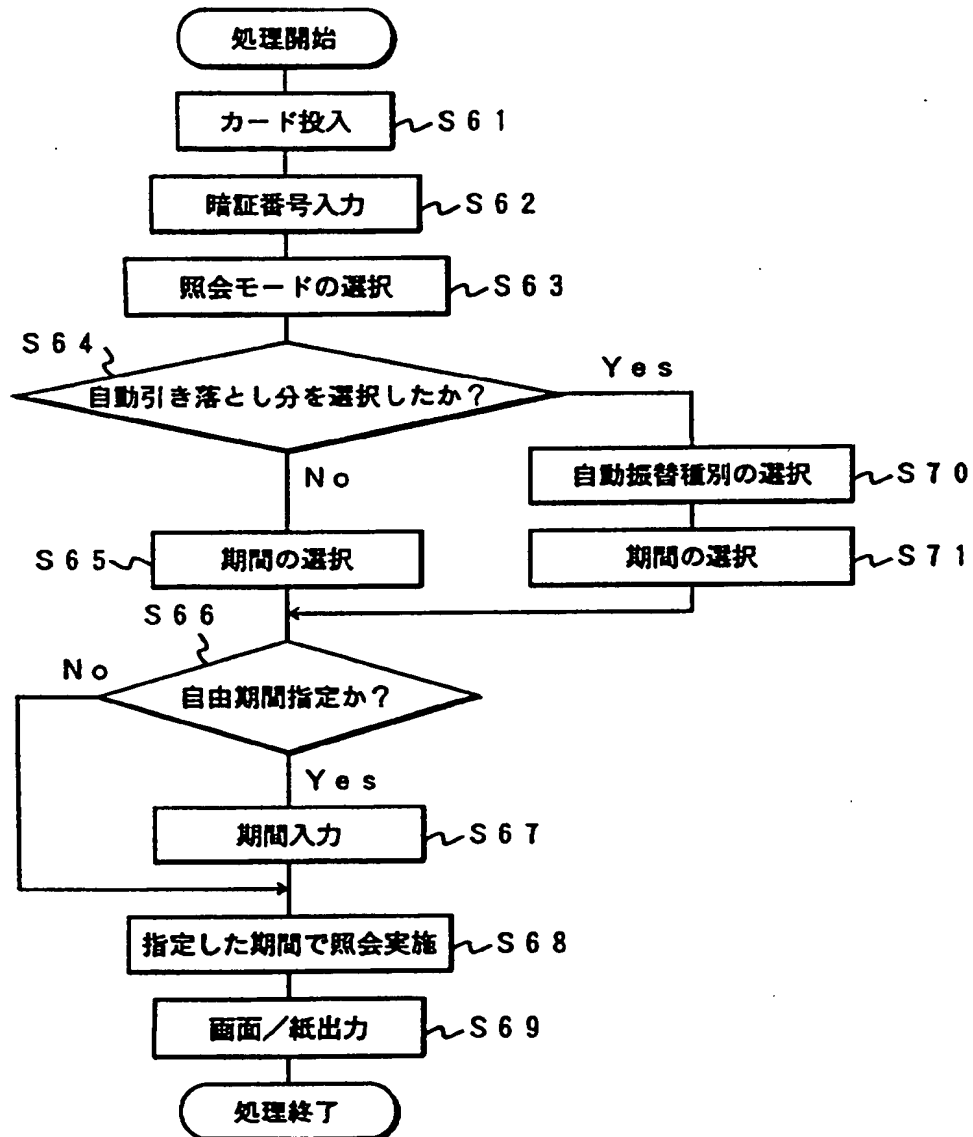 処理開始
カード投入
S61
暗証番号入力
S62
照会モードの選択
S63
S64
自動引き落とし分を選択したか?
Yes
No
自動振替種別の選択
S70
S65
期間の選択
期間の選択
S71
S66
No
自由期間指定か?
Yes
期間入力
S67
指定した期間で照会実施
S68
画面/紙出力
S69
処理終了